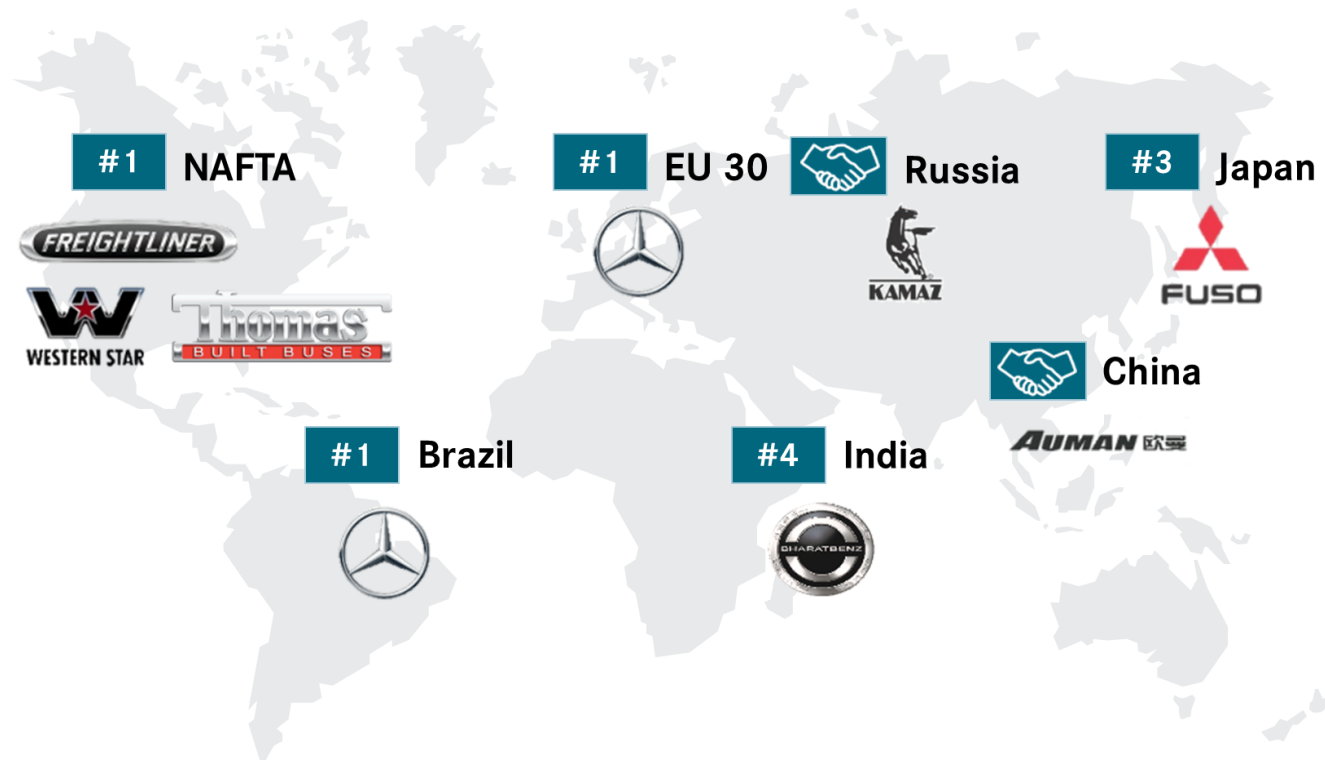 #1 NAFTA
FREIGHTLINER
WESTERN STAR
Thomas
BUILT BUSES
#1 EU 30
Russia
KAMAZ
#3 Japan
FUSO
China
AUMAN 欧曼
#1 Brazil
#4 India
BHARATBENZ